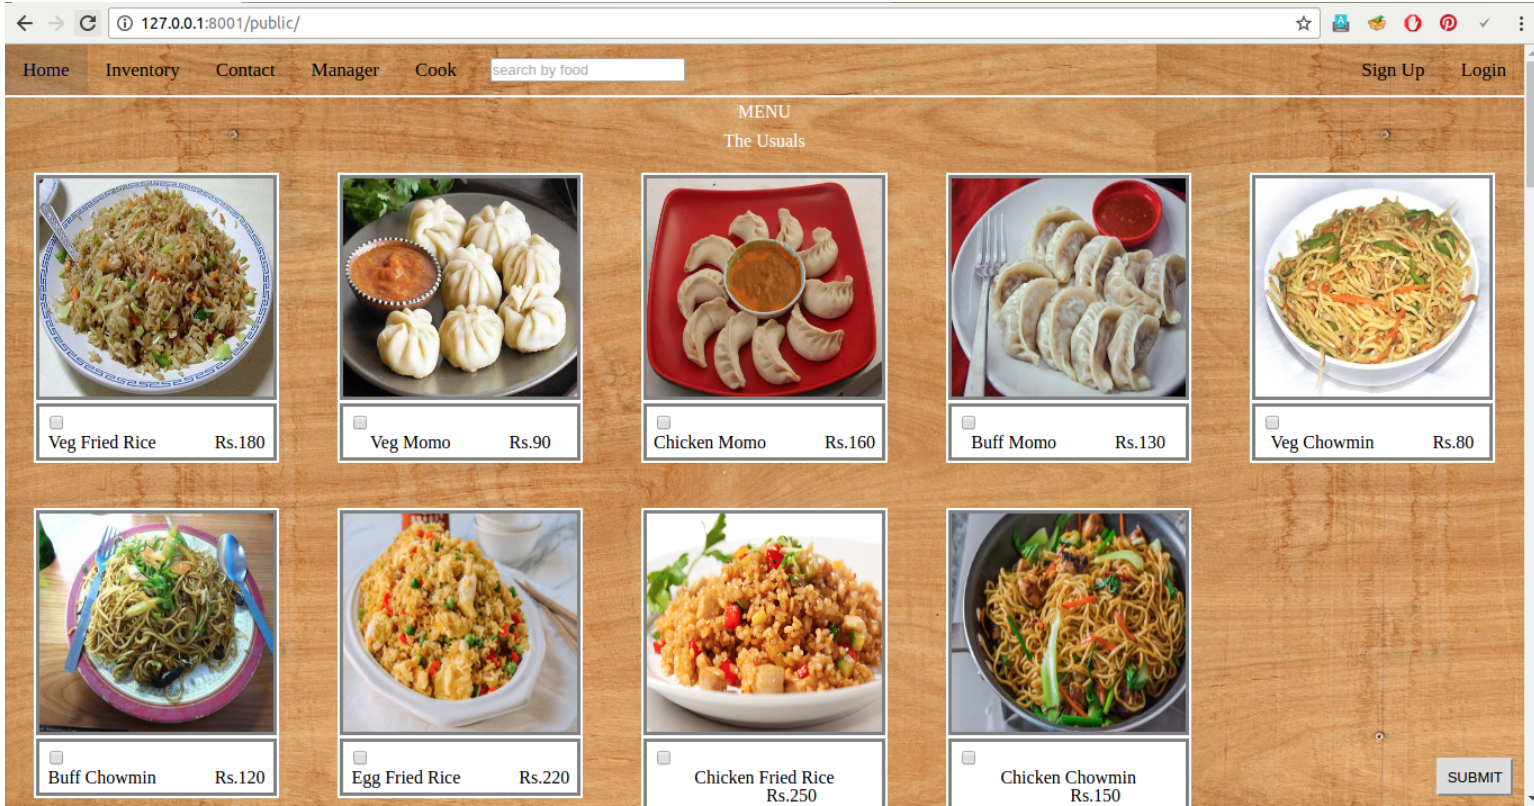 127.0.0.1:8001/public/
Home Inventory Contact Manager Cook search by food Sign Up Login
MENU
The Usuals
Veg Fried Rice Rs.180
Veg Momo Rs.90
Chicken Momo Rs.160
Buff Momo Rs.130
Veg Chowmin Rs.80
Buff Chowmin Rs.120
Egg Fried Rice Rs.220
Chicken Fried Rice
Rs.250
Chicken Chowmin
Rs.150
SUBMIT